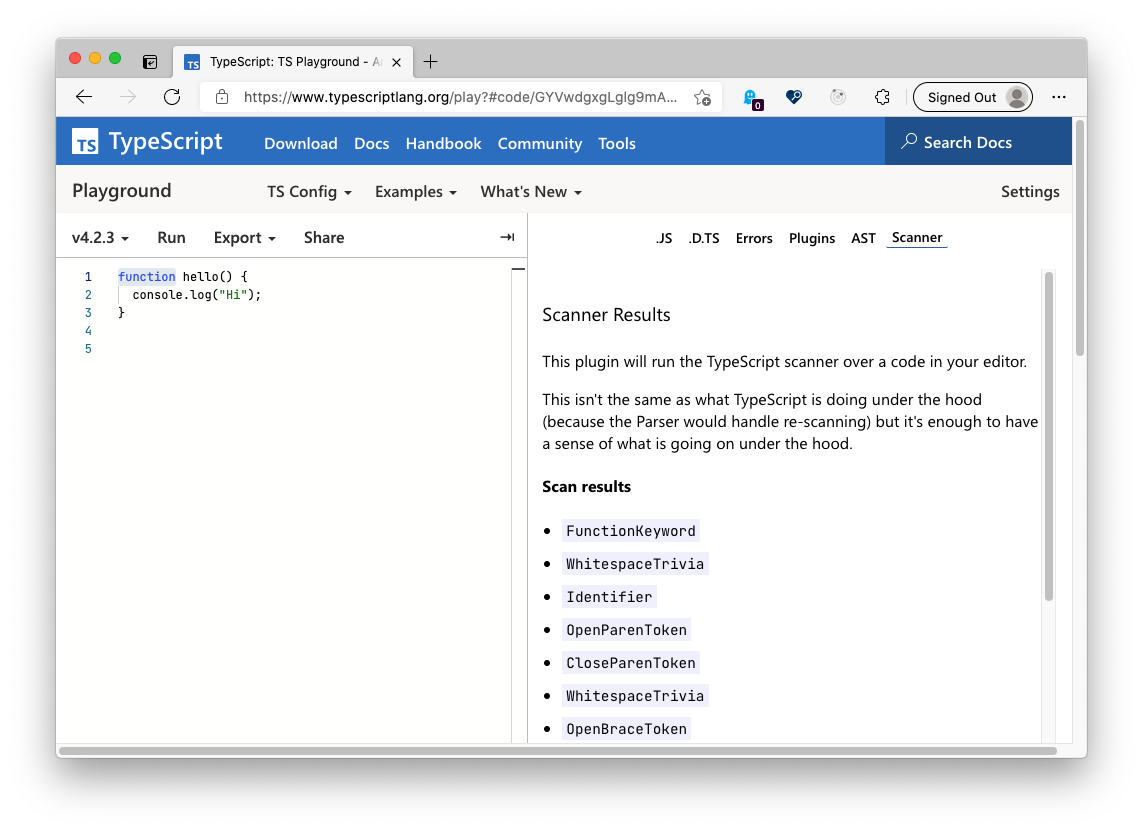 TypeScript: TS Playground - A
https://www.typescriptlang.org/play?#code/GYVwdgxgLglg9mA...
0
Signed Out
TS TypeScript
Download Docs Handbook Community Tools
Search Docs
Playground TS Config Examples What's New Settings
v4.2.3 Run Export Share
.JS .D.TS Errors Plugins AST Scanner
1 function hello() {
2 console.log("Hi");
3 }
4
5
Scanner Results
This plugin will run the TypeScript scanner over a code in your editor.
This isn't the same as what TypeScript is doing under the hood
(because the Parser would handle re-scanning) but it's enough to have
a sense of what is going on under the hood.
Scan results
FunctionKeyword
WhitespaceTrivia
Identifier
OpenParenToken
CloseParenToken
WhitespaceTrivia
OpenBraceToken